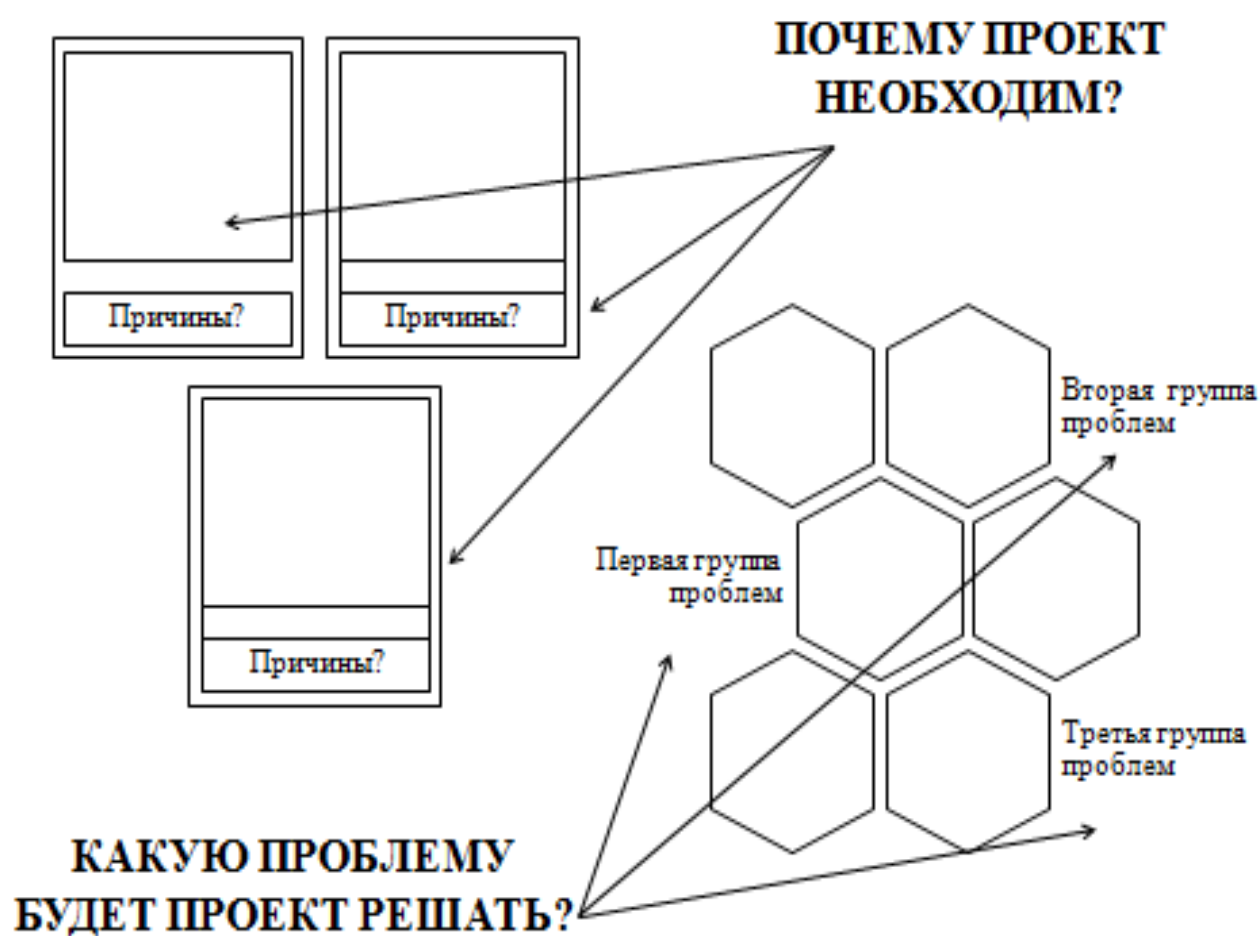 ПОЧЕМУ ПРОЕКТ
НЕОБХОДИМ?
Причины?
Причины?
Причины?
Вторая группа
проблем
Первая группа
проблем
Третья группа
проблем
КАКУЮ ПРОБЛЕМУ
БУДЕТ ПРОЕКТ РЕШАТЬ?